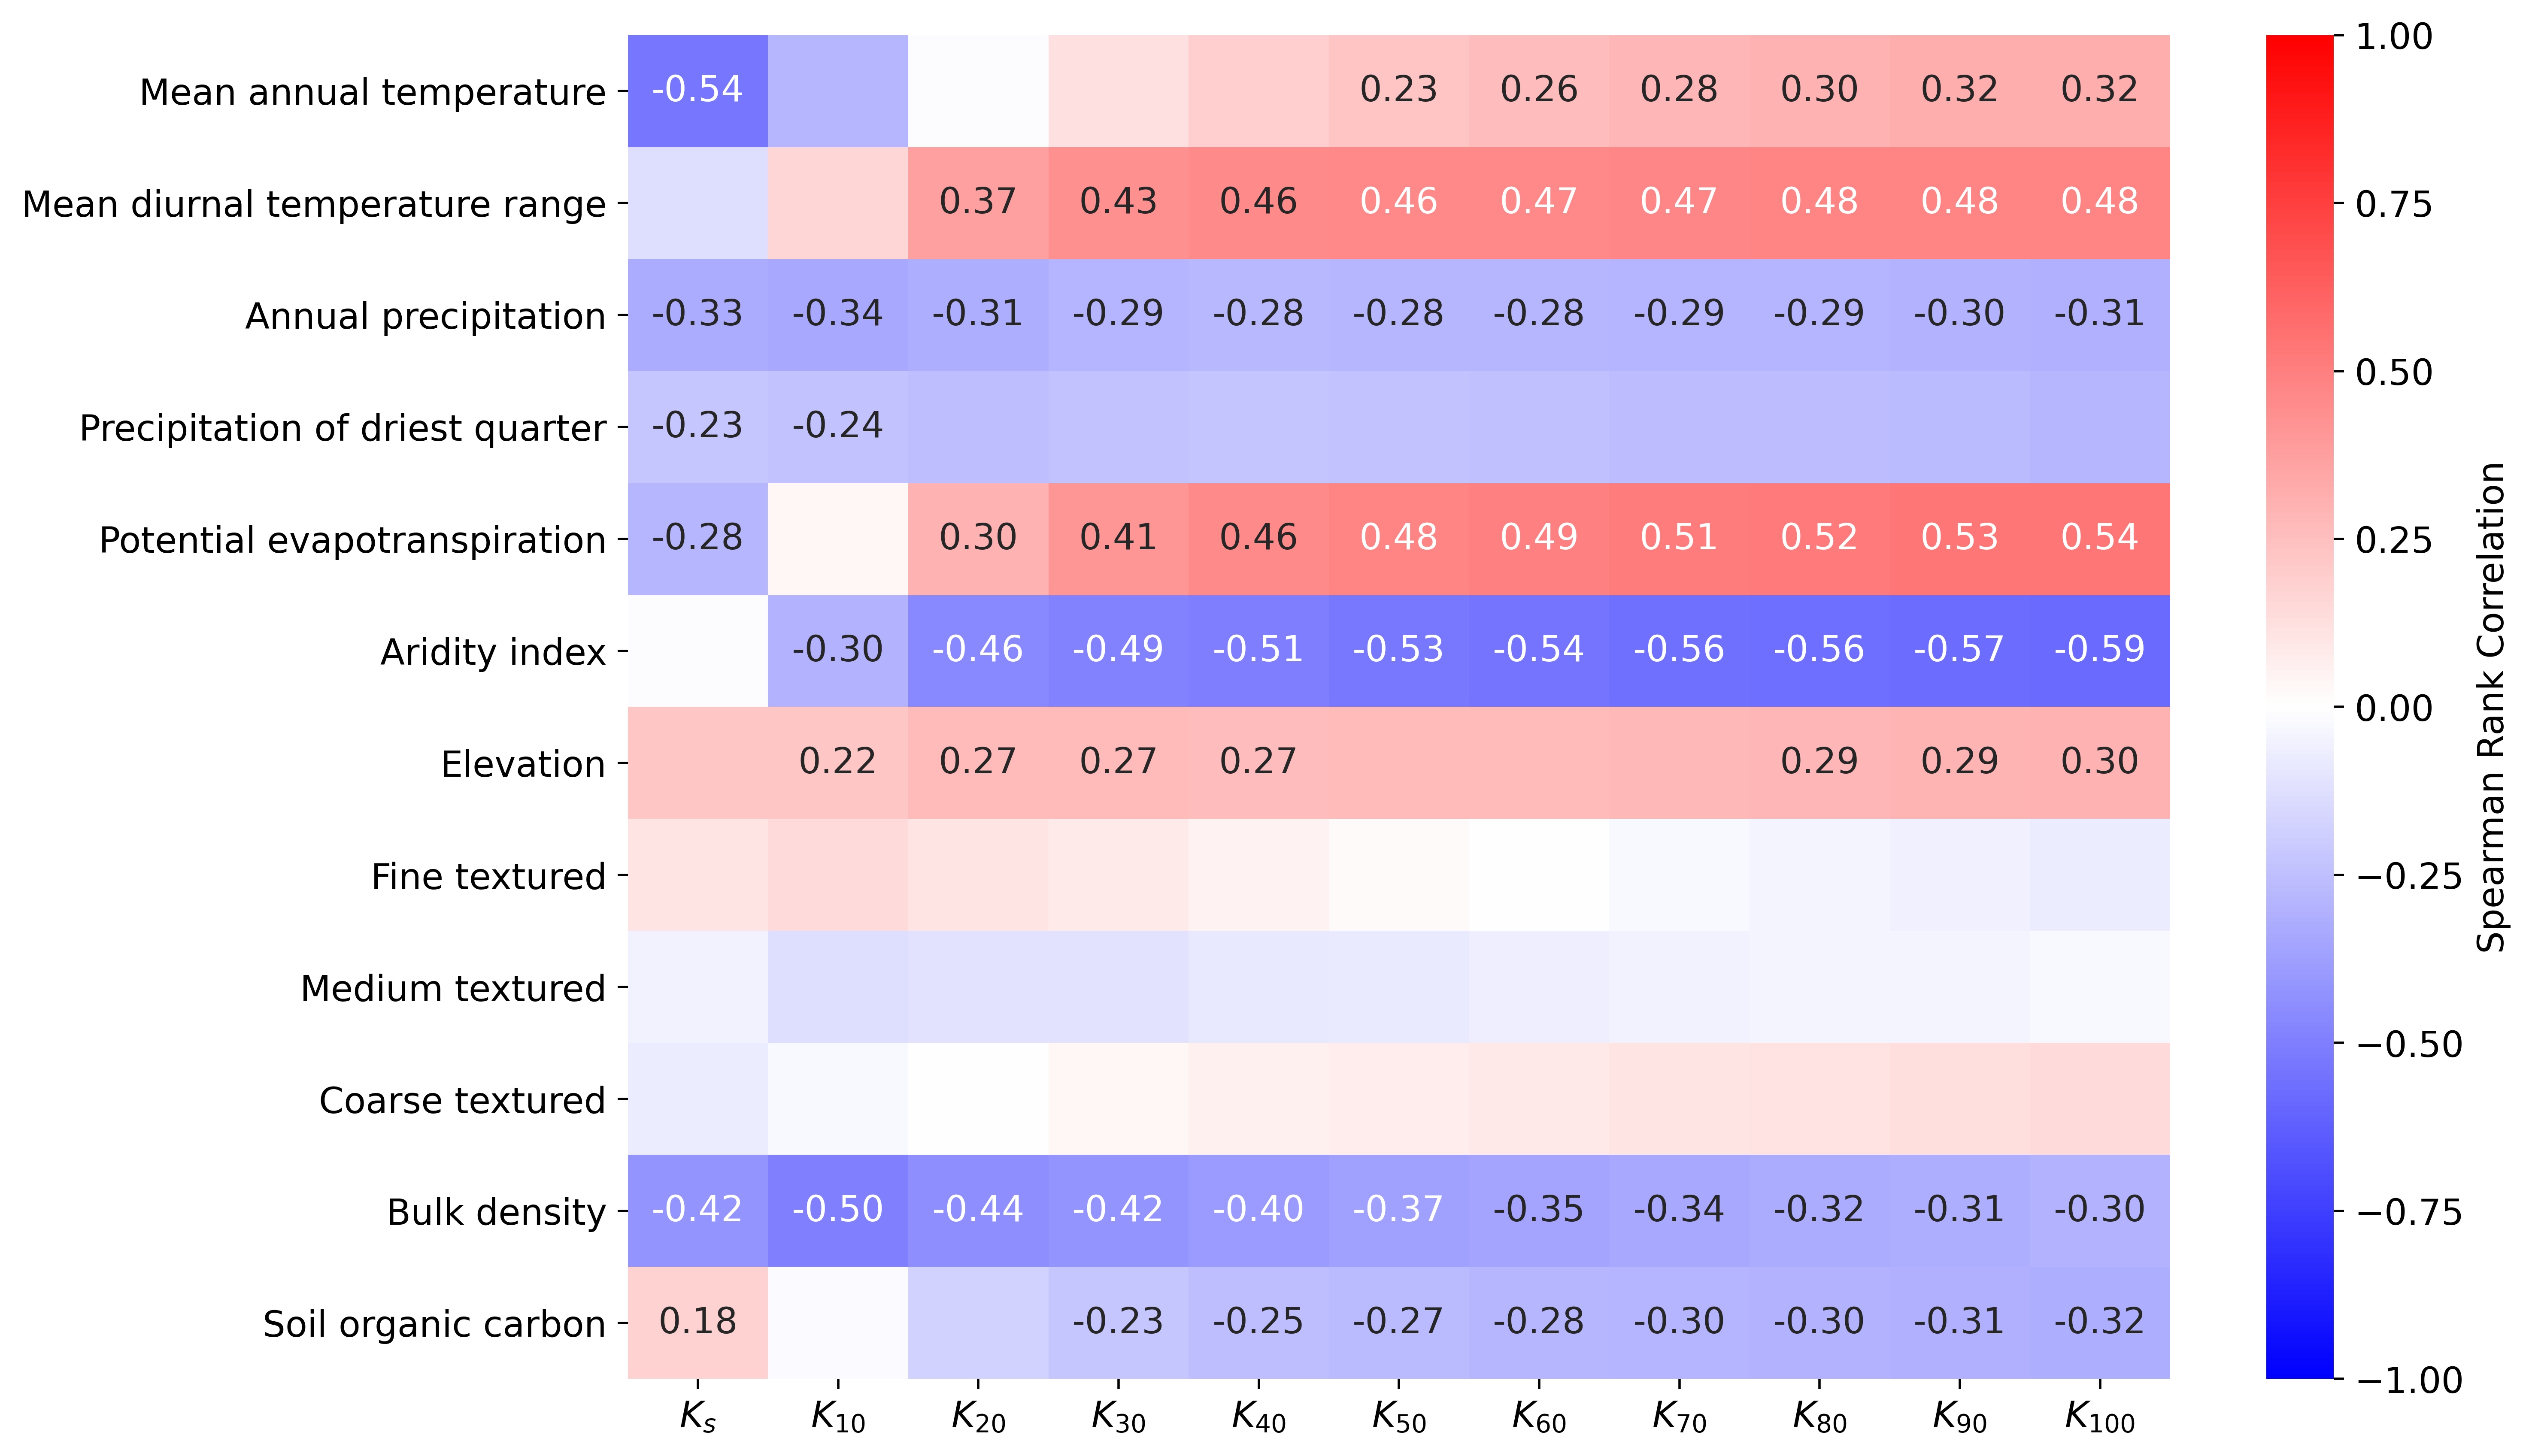 Mean annual temperature -0.54 0.23 0.26 0.28 0.30 0.32 0.32
Mean diurnal temperature range 0.37 0.43 0.46 0.46 0.47 0.47 0.48 0.48 0.48
Annual precipitation -0.33 -0.34 -0.31 -0.29 -0.28 -0.28 -0.28 -0.29 -0.29 -0.30 -0.31
Precipitation of driest quarter -0.23 -0.24
Potential evapotranspiration -0.28 0.30 0.41 0.46 0.48 0.49 0.51 0.52 0.53 0.54
Aridity index -0.30 -0.46 -0.49 -0.51 -0.53 -0.54 -0.56 -0.56 -0.57 -0.59
Elevation 0.22 0.27 0.27 0.27 0.29 0.29 0.30
Fine textured
Medium textured
Coarse textured
Bulk density -0.42 -0.50 -0.44 -0.42 -0.40 -0.37 -0.35 -0.34 -0.32 -0.31 -0.30
Soil organic carbon 0.18 -0.23 -0.25 -0.27 -0.28 -0.30 -0.30 -0.31 -0.32
K_s K_10 K_20 K_30 K_40 K_50 K_60 K_70 K_80 K_90 K_100
1.00
0.75
0.50
0.25
0.00
−0.25
−0.50
−0.75
−1.00
Spearman Rank Correlation